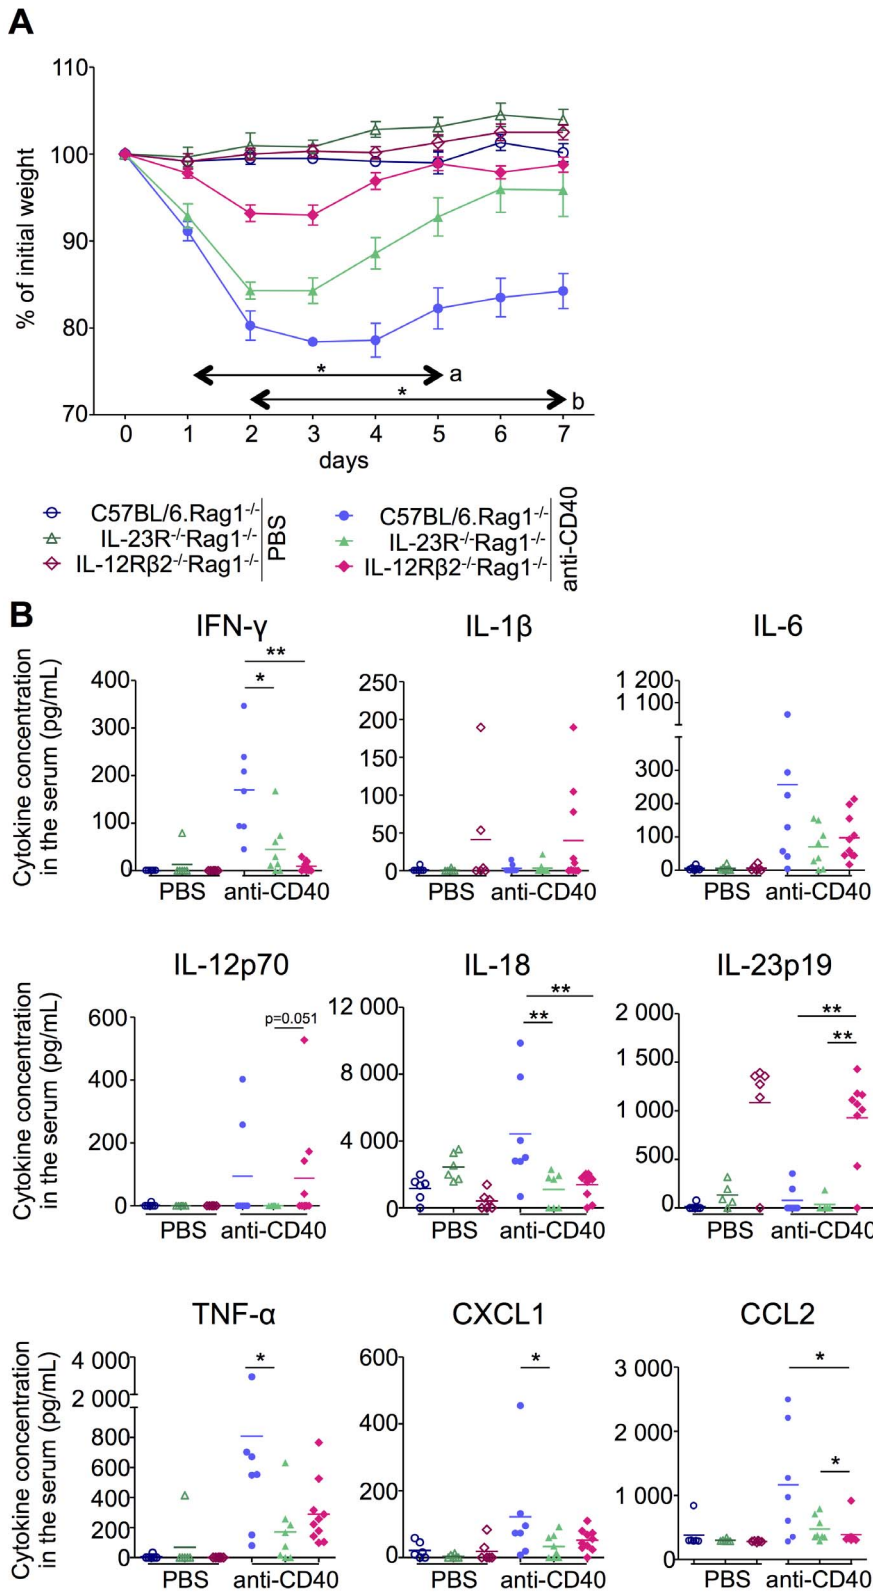 A
% of initial weight
110
100
90
80
70
* a
* b
0 1 2 3 4 5 6 7
days
C57BL/6.Rag1-/-
IL-23R-/-Rag1-/-
IL-12Rβ2-/-Rag1-/-
PBS
C57BL/6.Rag1-/-
IL-23R-/-Rag1-/-
IL-12Rβ2-/-Rag1-/-
anti-CD40
B
IFN-γ
Cytokine concentration
in the serum (pg/mL)
400
300
200
100
0
**
*
PBS anti-CD40
IL-1β
250
200
150
100
50
0
PBS anti-CD40
IL-6
1 200
1 100
300
200
100
0
PBS anti-CD40
IL-12p70
Cytokine concentration
in the serum (pg/mL)
600
400
200
0
p=0.051
PBS anti-CD40
IL-18
12 000
8 000
4 000
0
**
**
PBS anti-CD40
IL-23p19
2 000
1 500
1 000
500
0
**
**
PBS anti-CD40
TNF-α
Cytokine concentration
in the serum (pg/mL)
4 000
2 000
800
600
400
200
0
*
PBS anti-CD40
CXCL1
600
400
200
0
*
PBS anti-CD40
CCL2
3 000
2 000
1 000
0
*
*
PBS anti-CD40